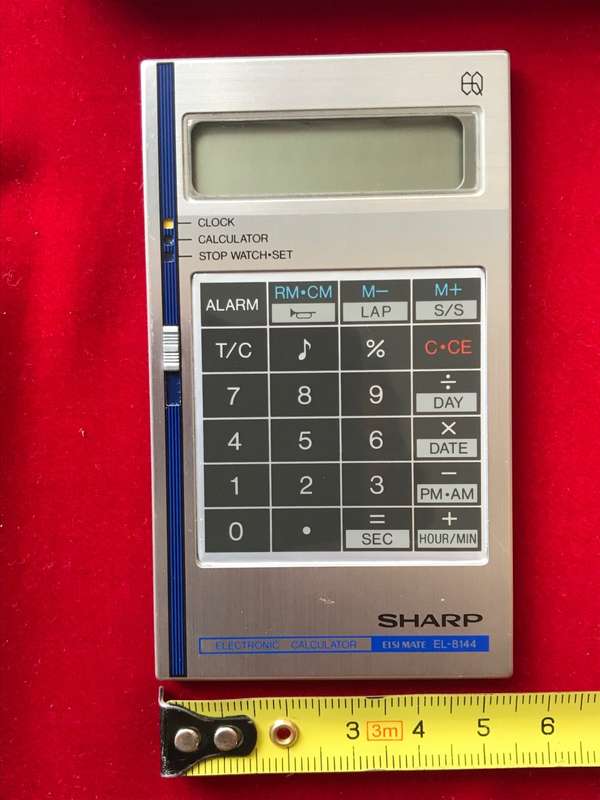 EQ
CLOCK
CALCULATOR
STOP WATCH•SET
ALARM RM•CM M− M+
LAP S/S
T/C ♪ % C•CE
7 8 9 ÷
DAY
4 5 6 ×
DATE
1 2 3 −
PM•AM
0 • = +
SEC HOUR/MIN
SHARP
ELECTRONIC CALCULATOR ELSI MATE EL-8144
3 3m 4 5 6